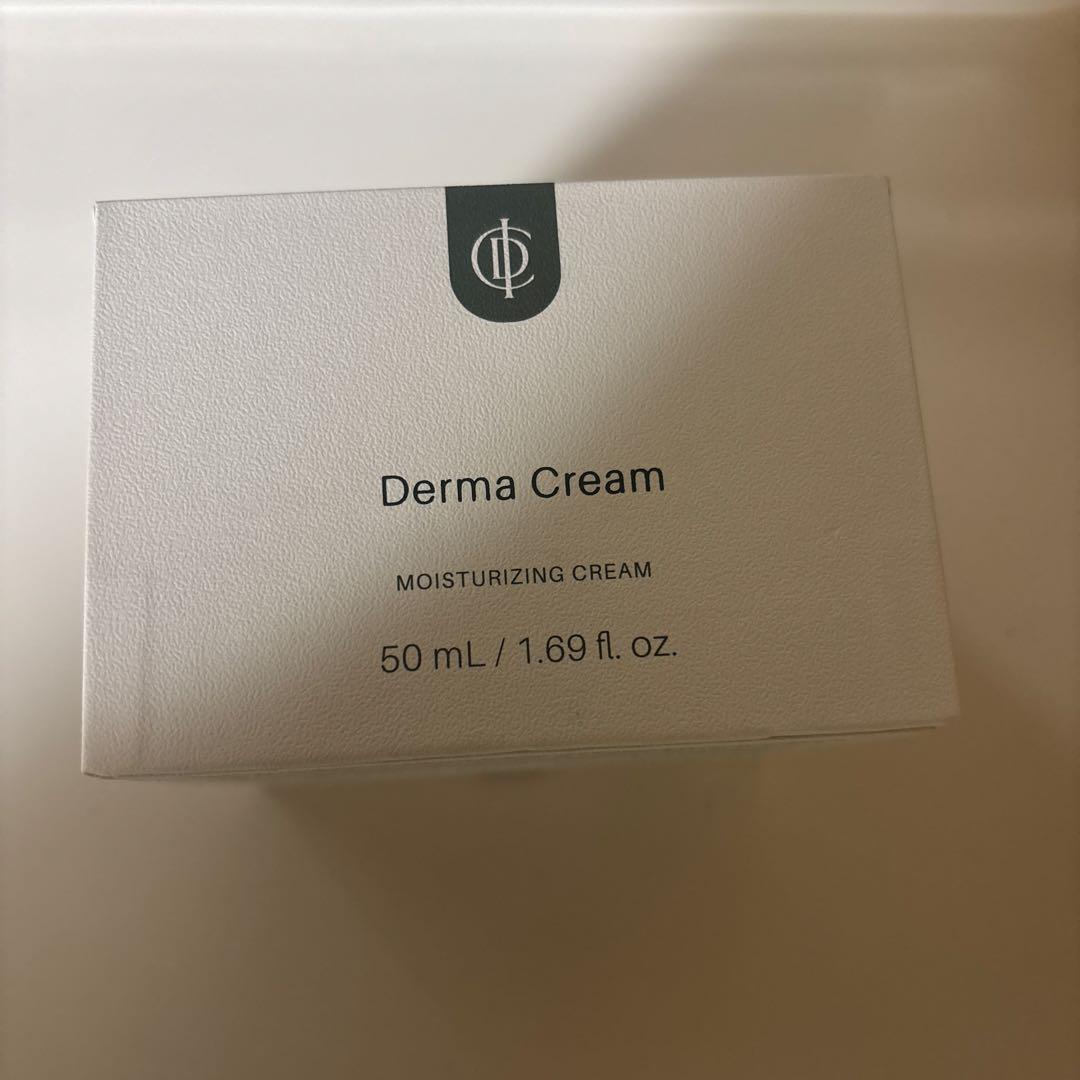 Derma Cream
MOISTURIZING CREAM
50 mL / 1.69 fl. oz.